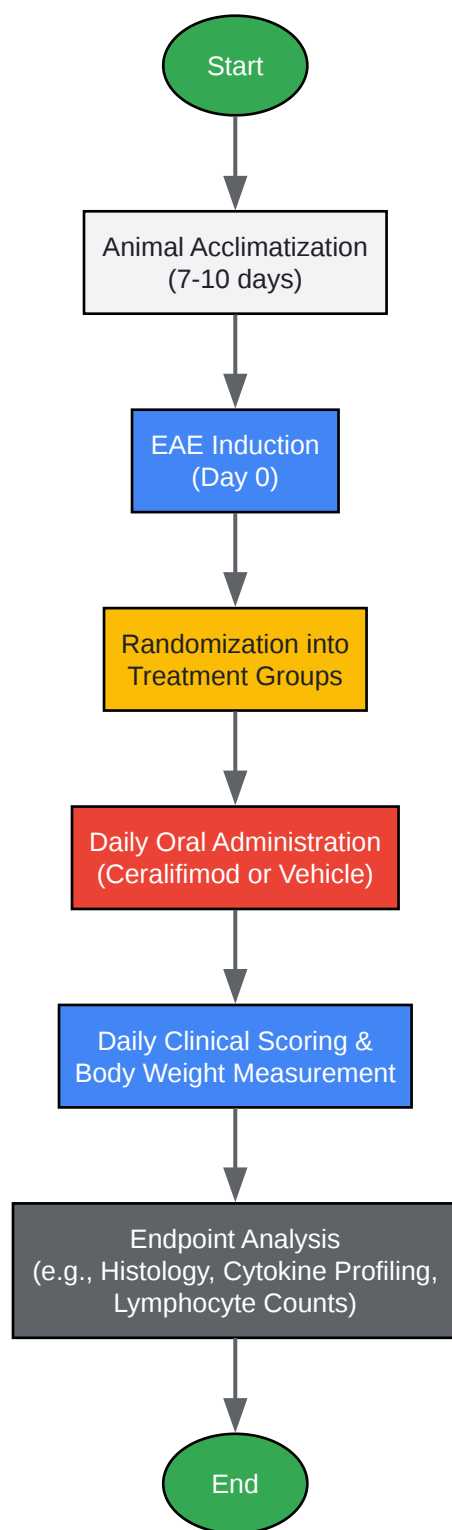 Start
Animal Acclimatization
(7-10 days)
EAE Induction
(Day 0)
Randomization into
Treatment Groups
Daily Oral Administration
(Ceralifimod or Vehicle)
Daily Clinical Scoring &
Body Weight Measurement
Endpoint Analysis
(e.g., Histology, Cytokine Profiling,
Lymphocyte Counts)
End